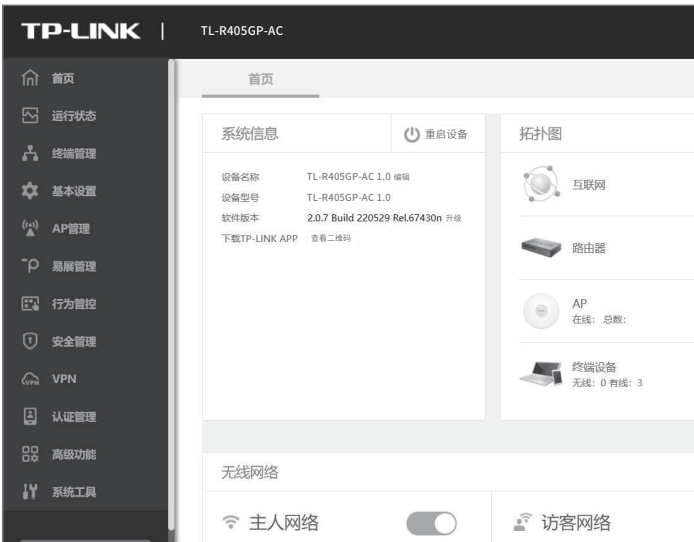 TP-LINK | TL-R405GP-AC
首页
运行状态
终端管理
基本设置
AP管理
易展管理
行为管控
安全管理
VPN
认证管理
高级功能
系统工具
首页
系统信息 重启设备
设备名称 TL-R405GP-AC 1.0 编辑
设备型号 TL-R405GP-AC 1.0
软件版本 2.0.7 Build 220529 Rel.67430n 升级
下载TP-LINK APP 查看二维码
拓扑图
互联网
路由器
AP
在线： 总数：
终端设备
无线：0 有线：3
无线网络
主人网络
访客网络